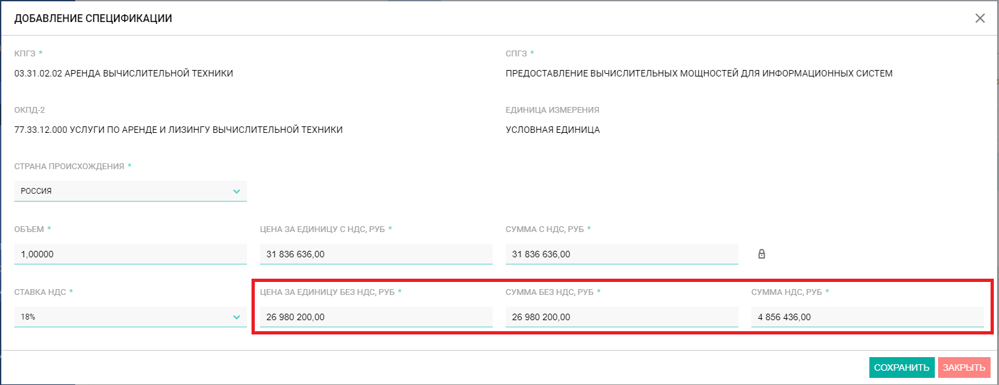 ДОБАВЛЕНИЕ СПЕЦИФИКАЦИИ
КПГЗ *
СПГЗ *
03.31.02.02 АРЕНДА ВЫЧИСЛИТЕЛЬНОЙ ТЕХНИКИ
ПРЕДОСТАВЛЕНИЕ ВЫЧИСЛИТЕЛЬНЫХ МОЩНОСТЕЙ ДЛЯ ИНФОРМАЦИОННЫХ СИСТЕМ
ОКПД-2
ЕДИНИЦА ИЗМЕРЕНИЯ
77.33.12.000 УСЛУГИ ПО АРЕНДЕ И ЛИЗИНГУ ВЫЧИСЛИТЕЛЬНОЙ ТЕХНИКИ
УСЛОВНАЯ ЕДИНИЦА
СТРАНА ПРОИСХОЖДЕНИЯ *
РОССИЯ
ОБЪЕМ *
ЦЕНА ЗА ЕДИНИЦУ С НДС, РУБ *
СУММА С НДС, РУБ *
1,00000
31 836 636,00
31 836 636,00
СТАВКА НДС *
ЦЕНА ЗА ЕДИНИЦУ БЕЗ НДС, РУБ *
СУММА БЕЗ НДС, РУБ *
СУММА НДС, РУБ *
18%
26 980 200,00
26 980 200,00
4 856 436,00
СОХРАНИТЬ
ЗАКРЫТЬ